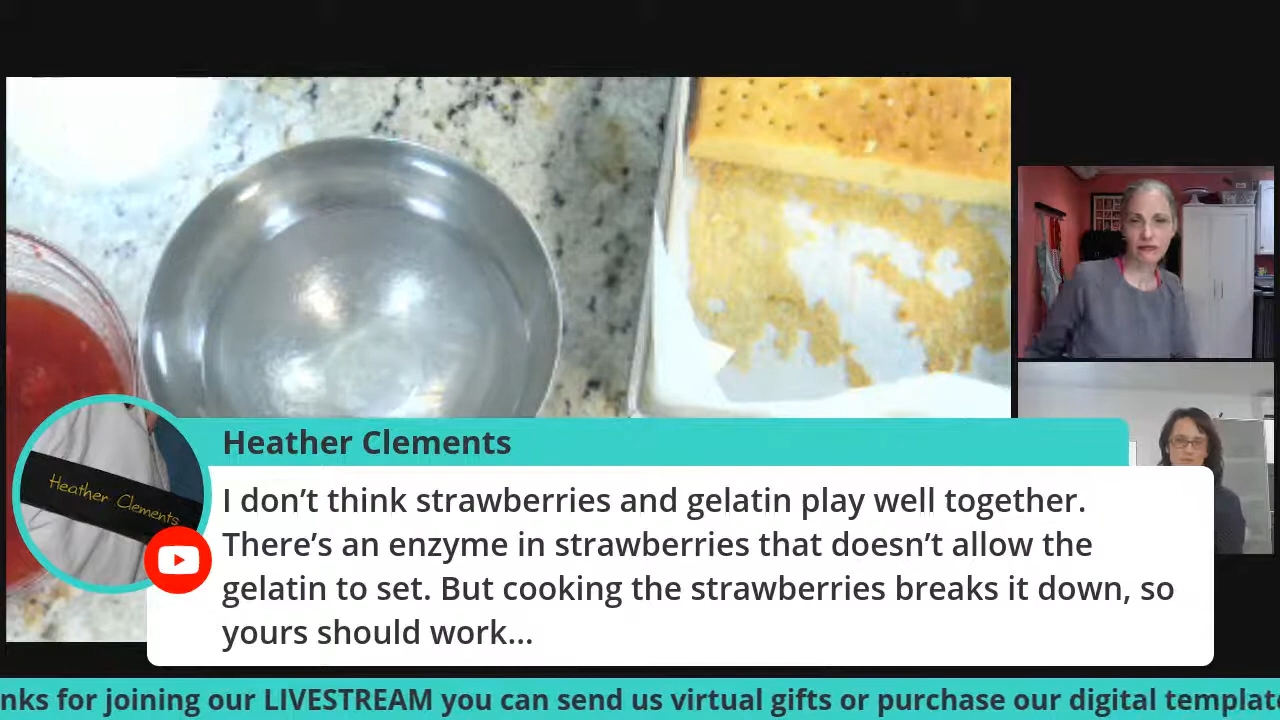 Heather Clements
I don't think strawberries and gelatin play well together.
There's an enzyme in strawberries that doesn't allow the
gelatin to set. But cooking the strawberries breaks it down, so
yours should work...
Heather Clements
nks for joining our LIVESTREAM you can send us virtual gifts or purchase our digital templat